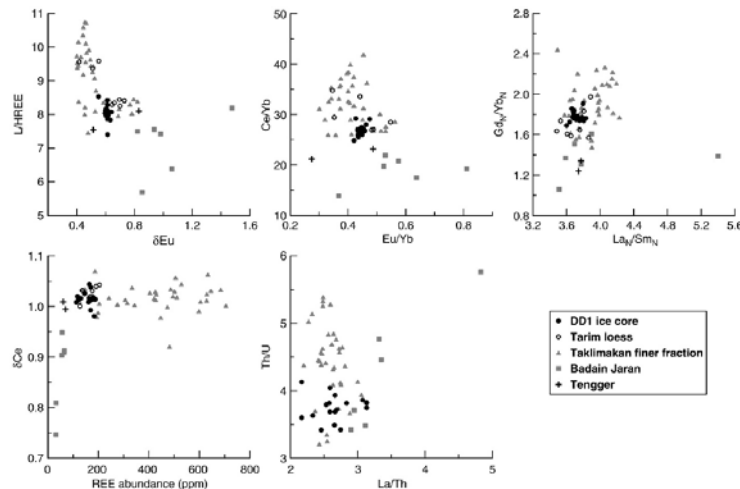 11
10
9
8
7
6
5
L/HREE
0.4 0.8 1.2 1.6
δEu
50
40
30
20
10
Ce/Yb
0.2 0.4 0.6 0.8 1.0
Eu/Yb
2.8
2.4
2.0
1.6
1.2
0.8
Gd_N/Yb_N
3.2 3.6 4.0 4.4 4.8 5.2 5.6
La_N/Sm_N
1.1
1.0
0.9
0.8
0.7
δCe
0 200 400 600 800
REE abundance (ppm)
6
5
4
3
Th/U
2 3 4 5
La/Th
DD1 ice core
Tarim loess
Taklimakan finer fraction
Badain Jaran
Tengger